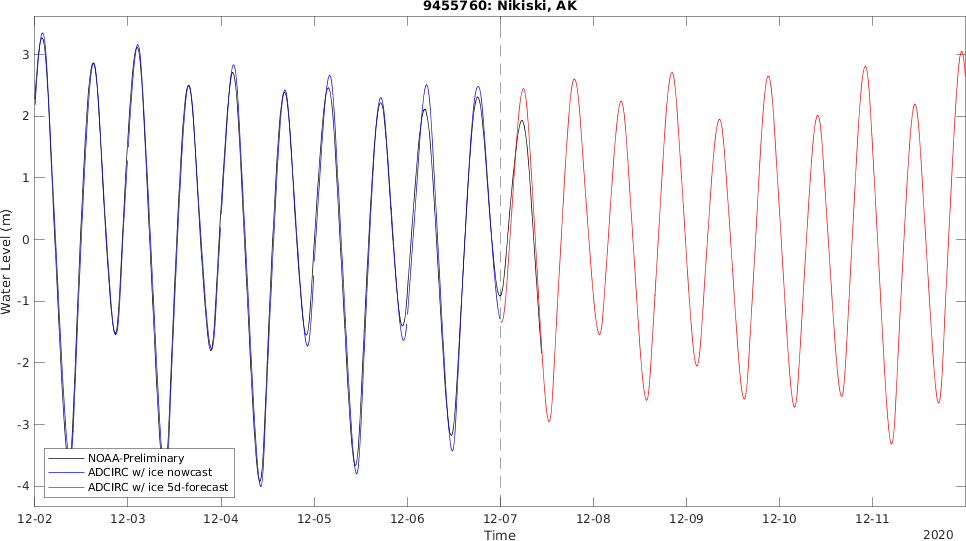 9455760: Nikiski, AK
Water Level (m)
3
2
1
0
-1
-2
-3
-4
NOAA-Preliminary
ADCIRC w/ ice nowcast
ADCIRC w/ ice 5d-forecast
12-02 12-03 12-04 12-05 12-06 12-07 12-08 12-09 12-10 12-11
Time
2020